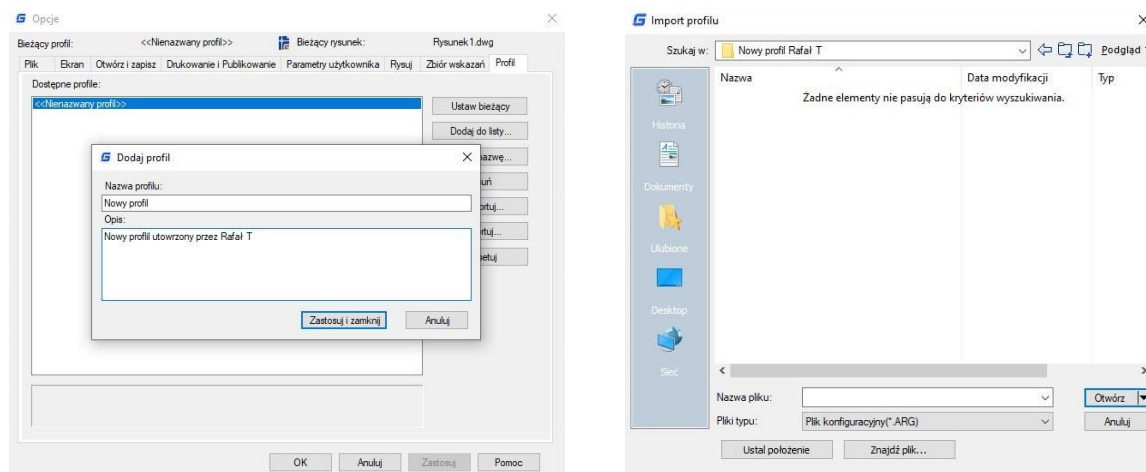 Opcje
Bieżący profil: <<Nienazwany profil>> Bieżący rysunek: Rysunek1.dwg
Plik Ekran Otwórz i zapisz Drukowanie i Publikowanie Parametry użytkownika Rysuj Zbiór wskazań Profil
Dostępne profile:
<<Nienazwany profil>>
Ustaw bieżący
Dodaj do listy...
Dodaj profil
Nazwa profilu:
Nowy profil
Opis:
Nowy proflil utowrzony przez Rafał T
Zastosuj i zamknij Anuluj
OK Anuluj Zastosuj Pomoc
Import profilu
Szukaj w: Nowy profil Rafał T Podgląd
Nazwa Data modyfikacji Typ
Żadne elementy nie pasują do kryteriów wyszukiwania.
Historia
Dokumenty
Ulubione
Desktop
Sieć
Nazwa pliku: Otwórz
Pliki typu: Plik konfiguracyjny(*.ARG) Anuluj
Ustal położenie Znajdź plik...